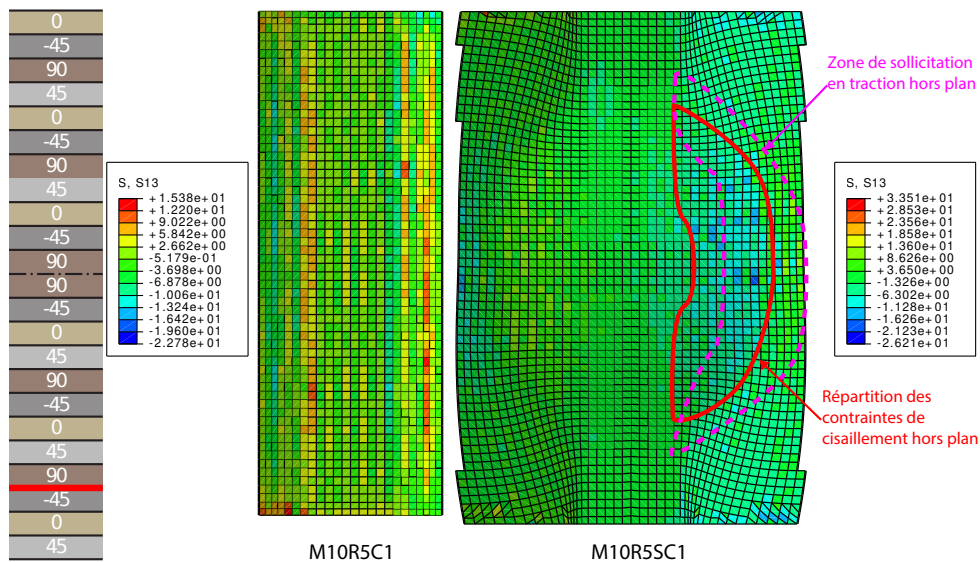 0
-45
90
45
0
-45
90
45
0
-45
90
90
-45
0
45
90
-45
0
45
90
-45
0
45
S, S13
+1.538e+01
+1.220e+01
+9.022e+00
+5.842e+00
+2.662e+00
-5.179e-01
-3.698e+00
-6.878e+00
-1.006e+01
-1.324e+01
-1.642e+01
-1.960e+01
-2.278e+01
M10R5C1
M10R5SC1
Zone de sollicitation
en traction hors plan
S, S13
+3.351e+01
+2.853e+01
+2.356e+01
+1.858e+01
+1.360e+01
+8.626e+00
+3.650e+00
-1.326e+00
-6.302e+00
-1.128e+01
-1.626e+01
-2.123e+01
-2.621e+01
Répartition des
contraintes de
cisaillement hors plan